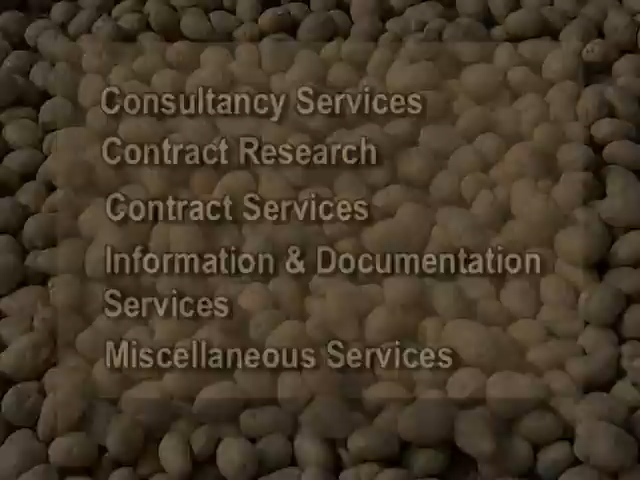 Consultancy Services
Contract Research
Contract Services
Information & Documentation
Services
Miscellaneous Services